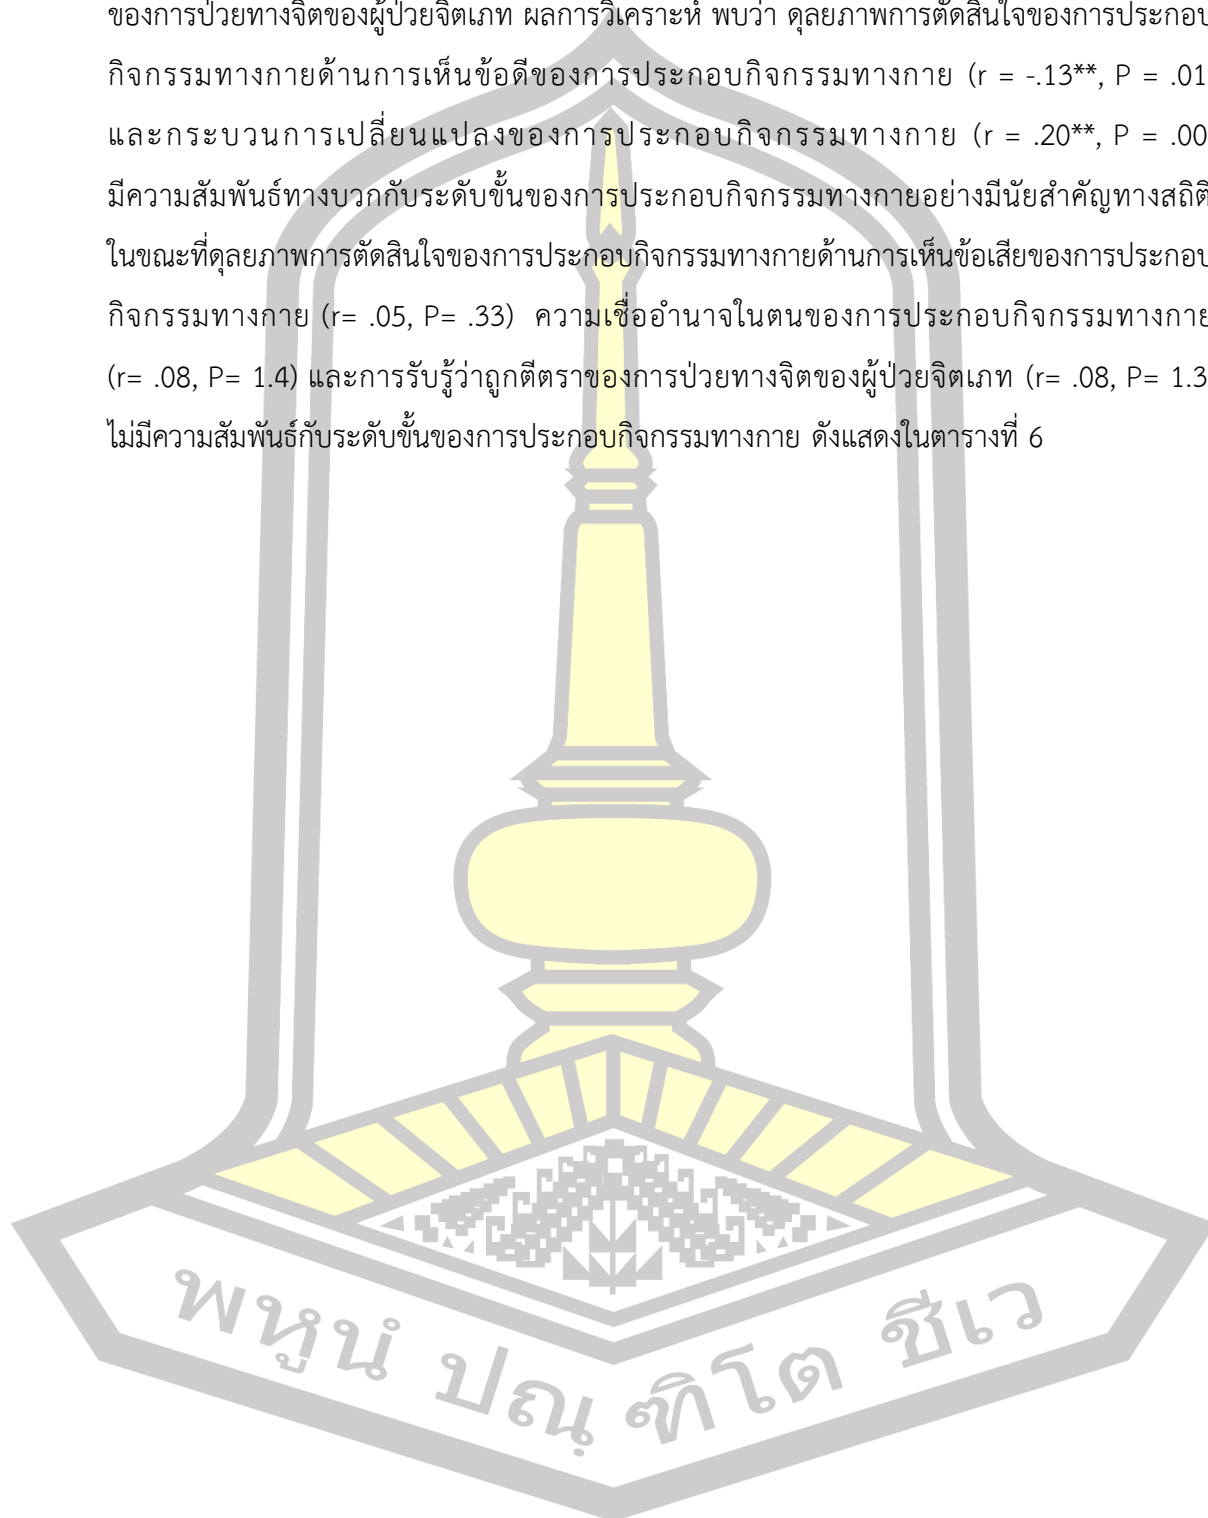 ของการป่วยทางจิตของผู้ป่วยจิตเภท ผลการวิเคราะห์ พบว่า ดุลยภาพการตัดสินใจของการประกอบ
กิจกรรมทางกายด้านการเห็นข้อดีของการประกอบกิจกรรมทางกาย (r = -.13**, P = .01
และกระบวนการเปลี่ยนแปลงของการประกอบกิจกรรมทางกาย (r = .20**, P = .00
มีความสัมพันธ์ทางบวกกับระดับขั้นของการประกอบกิจกรรมทางกายอย่างมีนัยสำคัญทางสถิติ
ในขณะที่ดุลยภาพการตัดสินใจของการประกอบกิจกรรมทางกายด้านการเห็นข้อเสียของการประกอบ
กิจกรรมทางกาย (r= .05, P= .33) ความเชื่ออำนาจในตนของการประกอบกิจกรรมทางกาย
(r= .08, P= 1.4) และการรับรู้ว่าถูกตีตราของการป่วยทางจิตของผู้ป่วยจิตเภท (r= .08, P= 1.3
ไม่มีความสัมพันธ์กับระดับขั้นของการประกอบกิจกรรมทางกาย ดังแสดงในตารางที่ 6
พหูนํ ปณฺฑิโต ชีเว